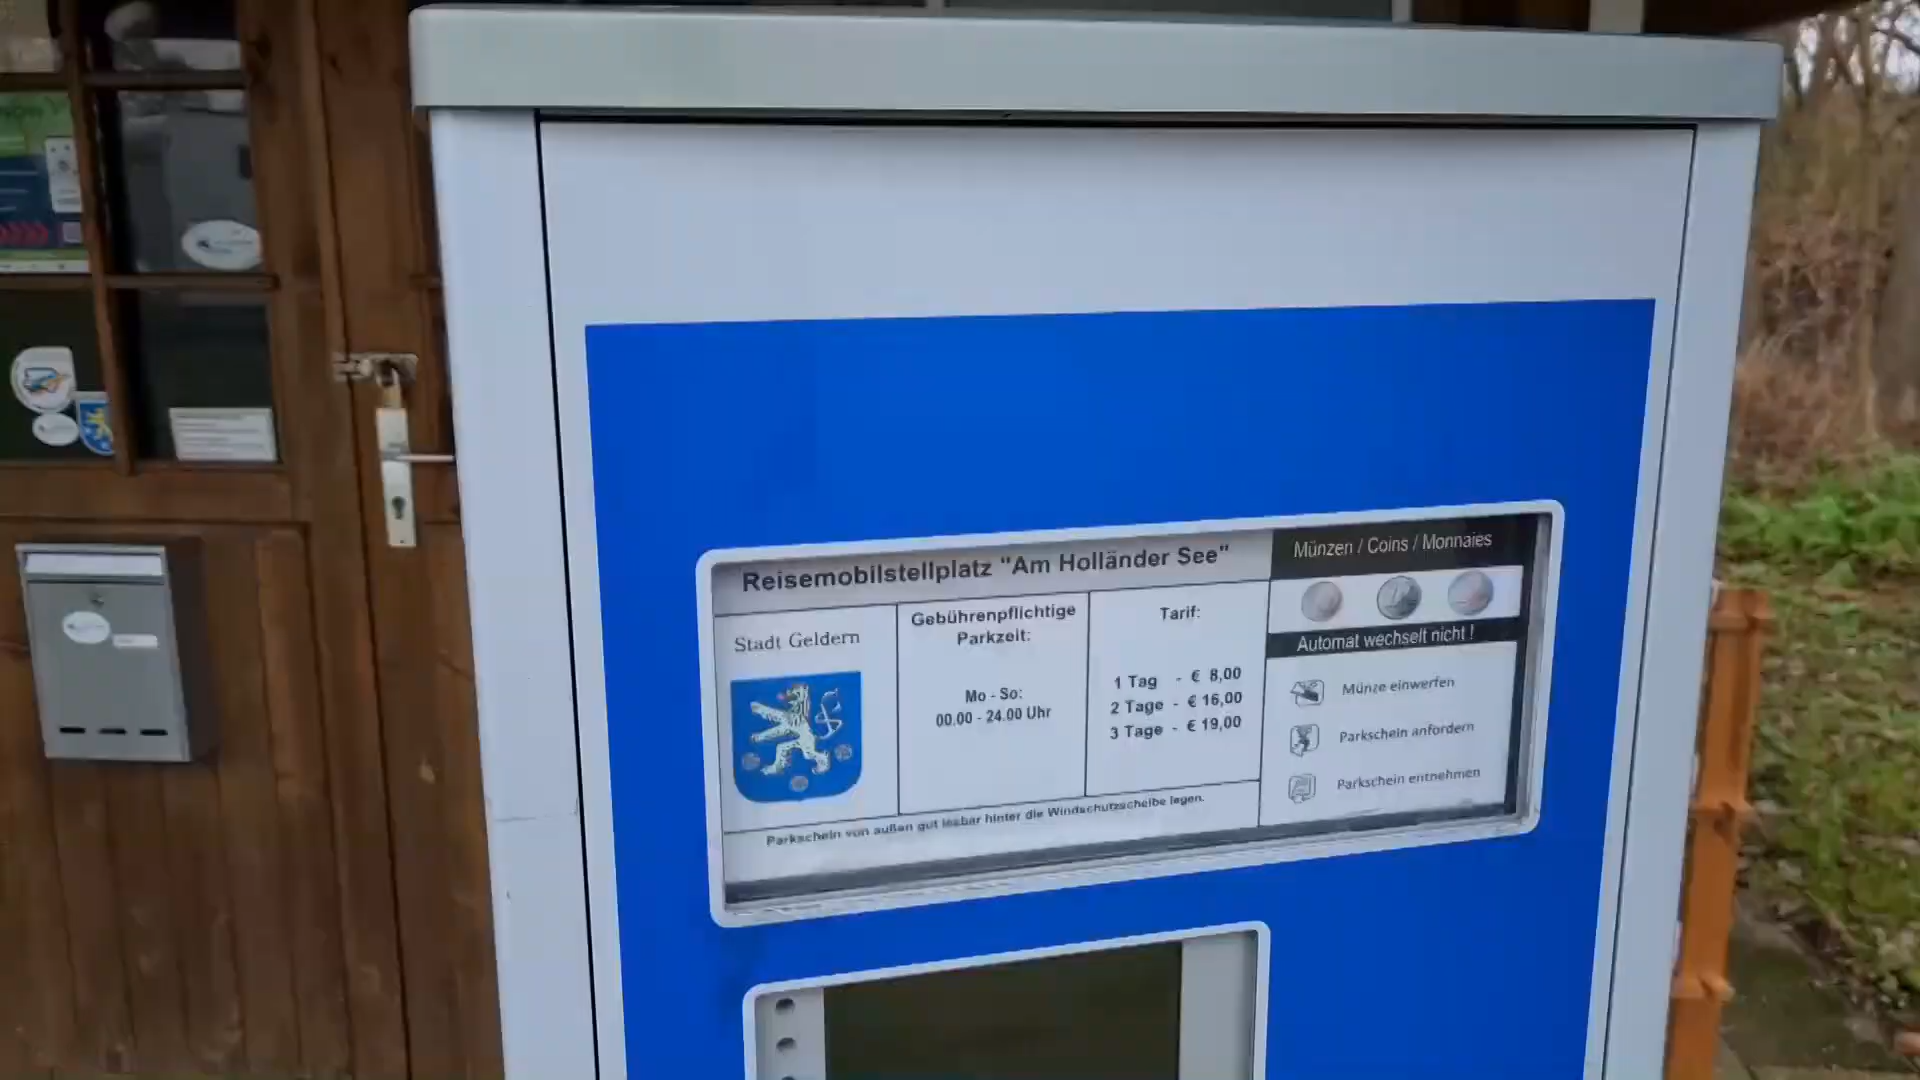 Reisemobilstellplatz "Am Holländer See"
Stadt Geldern
Gebührenpflichtige
Parkzeit:
Mo - So:
00.00 - 24.00 Uhr
Tarif:
1 Tag - € 8,00
2 Tage - € 16,00
3 Tage - € 19,00
Parkschein von außen gut lesbar hinter die Windschutzscheibe legen.
Münzen / Coins / Monnaies
Automat wechselt nicht !
Münze einwerfen
Parkschein anfordern
Parkschein entnehmen